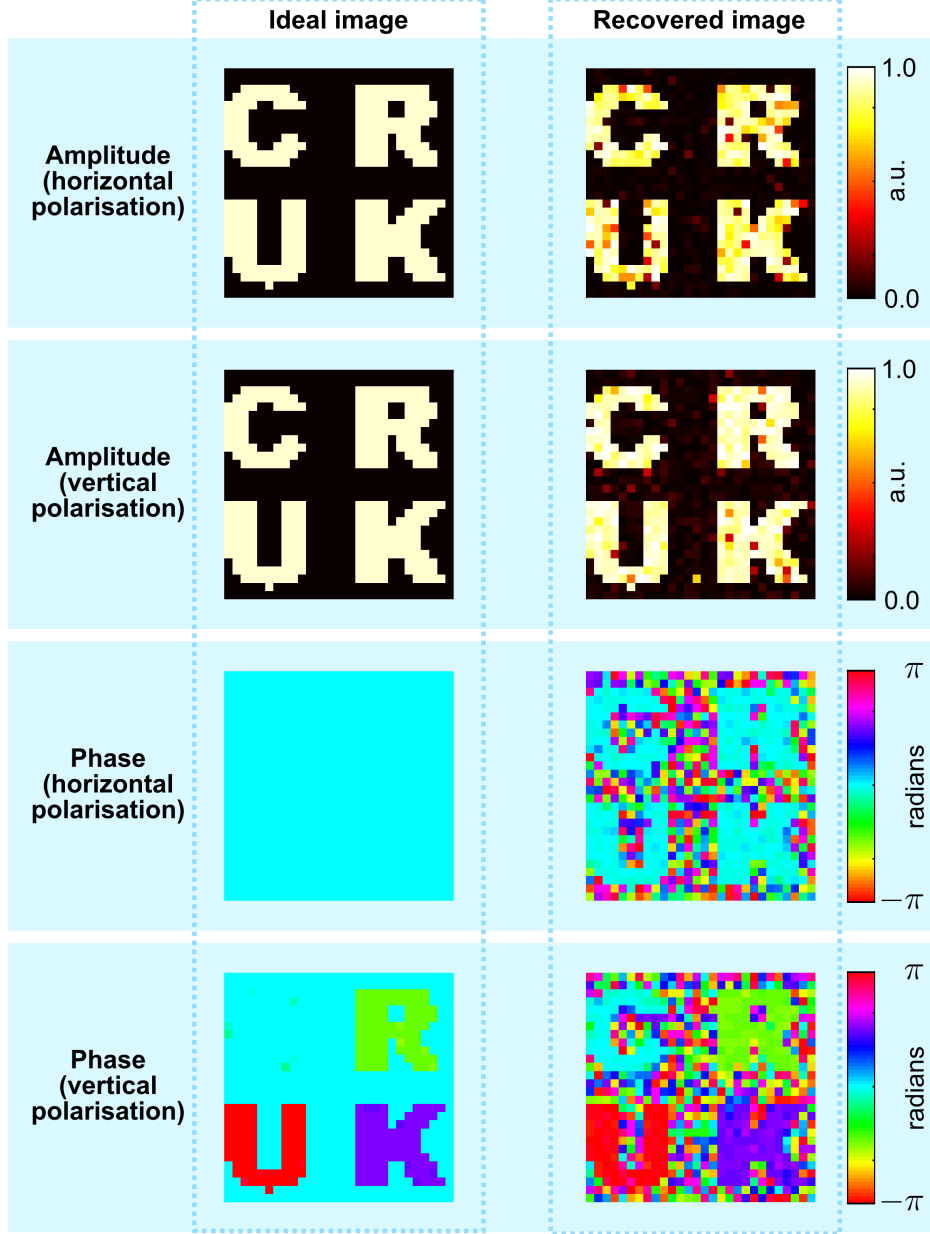 Ideal image
Recovered image
Amplitude
(horizontal
polarisation)
C R
U K
C R
U K
1.0
a.u.
0.0
Amplitude
(vertical
polarisation)
C R
U K
C R
U K
1.0
a.u.
0.0
Phase
(horizontal
polarisation)
π
radians
−π
Phase
(vertical
polarisation)
R
U K
C R
U K
π
radians
−π